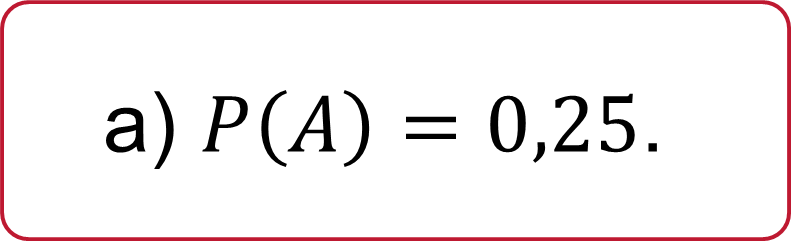 a) P(A) = 0,25.